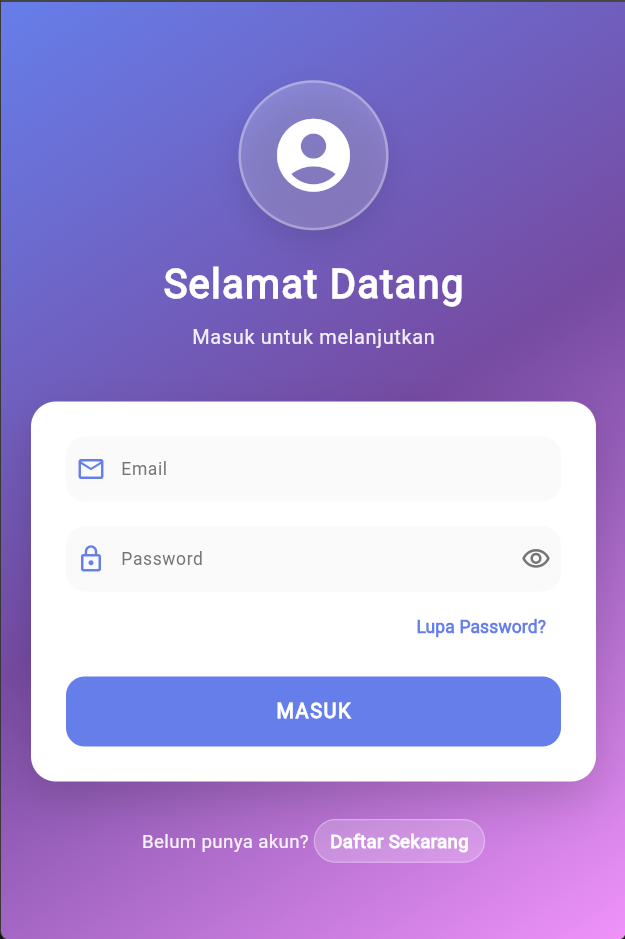 Selamat Datang
Masuk untuk melanjutkan
Email
Password
Lupa Password?
MASUK
Belum punya akun? Daftar Sekarang